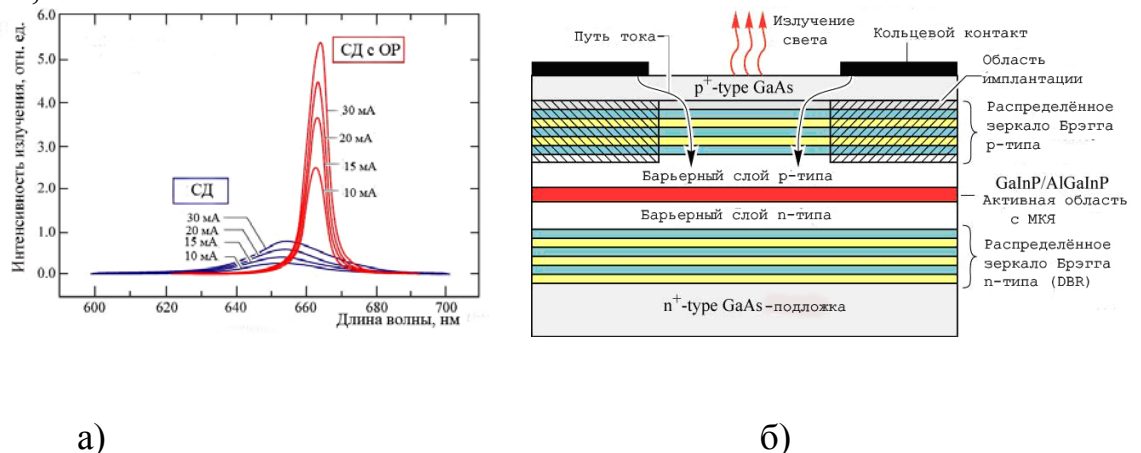 6.0
5.0
4.0
3.0
2.0
1.0
0.0
Интенсивность излучения, отн. ед.
СД с ОР
30 мА
20 мА
15 мА
10 мА
СД
30 мА
20 мА
15 мА
10 мА
600
620
640
660
680
700
Длина волны, нм
Излучение
света
Путь тока
Кольцевой контакт
Область
имплантации
p+-type GaAs
Распределённое
зеркало Брэгга
p-типа
Барьерный слой p-типа
GaInP/AlGaInP
Активная область
с МКЯ
Барьерный слой n-типа
Распределённое
зеркало Брэгга
n-типа (DBR)
n+-type GaAs-подложка
а)
б)